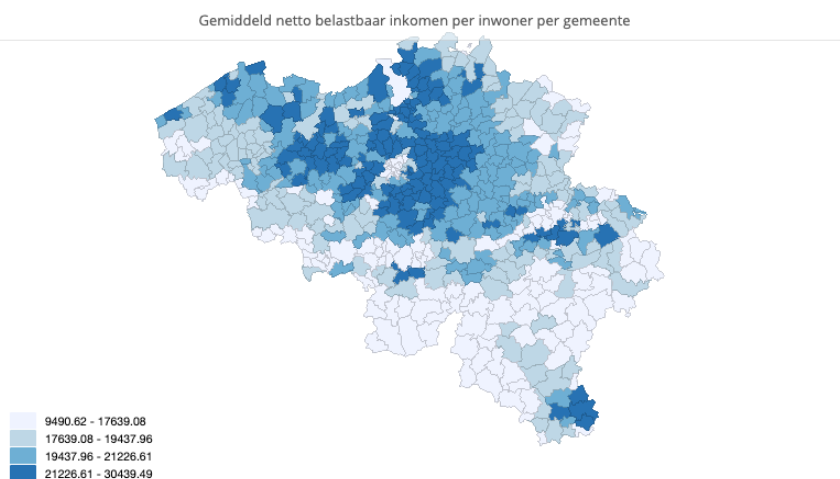 Gemiddeld netto belastbaar inkomen per inwoner per gemeente
9490.62 - 17639.08
17639.08 - 19437.96
19437.96 - 21226.61
21226.61 - 30439.49